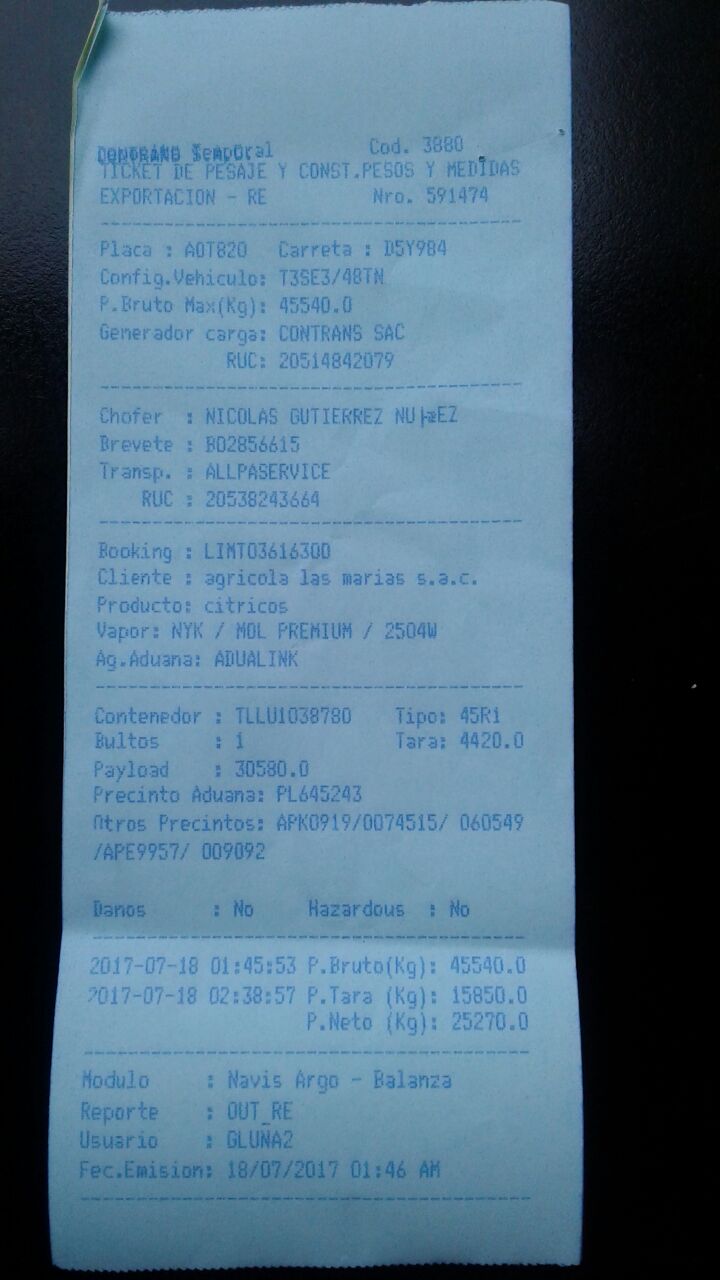 Temporal Cod. 3880
TICKET DE PESAJE Y CONST.PESOS Y MEDIDAS
EXPORTACION - RE Nro. 591474
Placa : AOT820 Carreta : D5Y984
Config.Vehiculo: T3SE3/48TN
P.Bruto Max(Kg): 45540.0
Generador carga: CONTRANS SAC
RUC: 20514842079
Chofer : NICOLAS GUTIERREZ
Brevete : BD2856615
Transp. : ALLPASERVICE
RUC : 20538243664
Booking : LIMT03616300
Cliente : agricola las marias s.a.c.
Producto: citricos
Vapor: NYK / MOL PREMIUM / 2504W
Ag.Aduana: ADUALINK
Contenedor : TLLU1038780 Tipo: 45R1
Bultos : 1 Tara: 4420.0
Payload : 30580.0
Precinto Aduana: PL645243
Otros Precintos: APK0919/0074515/ 060549
/APE9957/ 009092
Danos : No Hazardous : No
2017-07-18 01:45:53 P.Bruto(Kg): 45540.0
2017-07-18 02:38:57 P.Tara (Kg): 15850.0
P.Neto (Kg): 25270.0
Modulo : Navis Argo - Balanza
Reporte : OUT_RE
Usuario : GLUNA2
Fec.Emision: 18/07/2017 01:46 AM